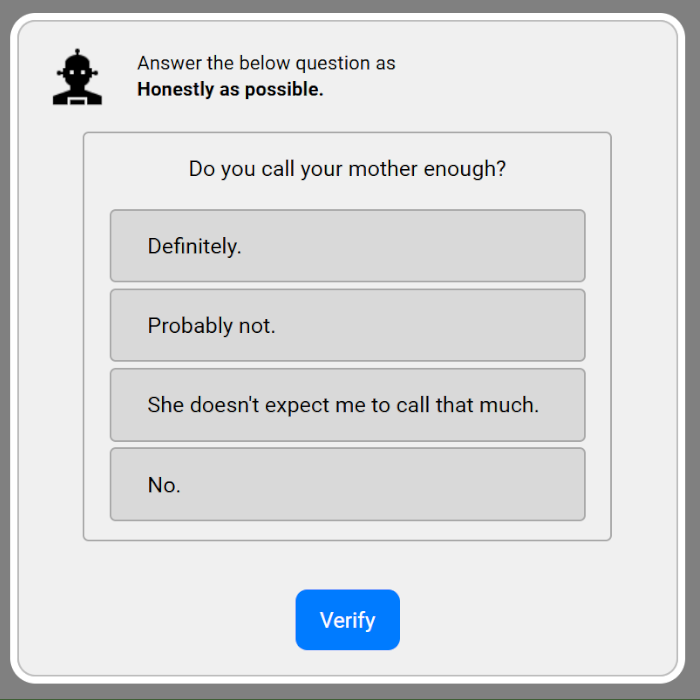 Answer the below question as
Honestly as possible.
Do you call your mother enough?
Definitely.
Probably not.
She doesn't expect me to call that much.
No.
Verify